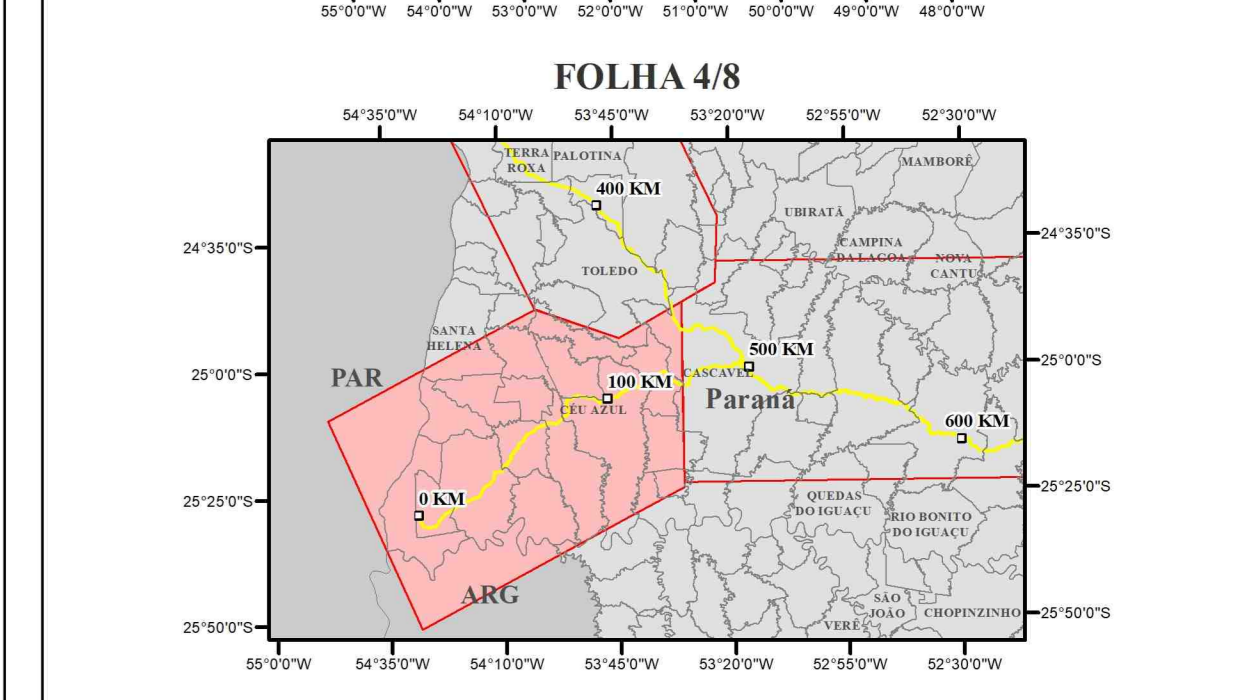 55°0'0"W 54°0'0"W 53°0'0"W 52°0'0"W 51°0'0"W 50°0'0"W 49°0'0"W 48°0'0"W
FOLHA 4/8
54°35'0"W 54°10'0"W 53°45'0"W 53°20'0"W 52°55'0"W 52°30'0"W
TERRA
ROXA
PALOTINA
MAMBORÊ
400 KM
UBIRATÃ
24°35'0"S
24°35'0"S
CAMPINA
DA LAGOA
NOVA
CANTU
TOLEDO
SANTA
HELENA
500 KM
25°0'0"S
25°0'0"S
PAR
100 KM
CASCAVEL
Paraná
CÉU AZUL
600 KM
0 KM
25°25'0"S
25°25'0"S
QUEDAS
DO IGUAÇU
RIO BONITO
DO IGUAÇU
ARG
SÃO
JOÃO
CHOPINZINHO
VERÊ
25°50'0"S
25°50'0"S
55°0'0"W 54°35'0"W 54°10'0"W 53°45'0"W 53°20'0"W 52°55'0"W 52°30'0"W